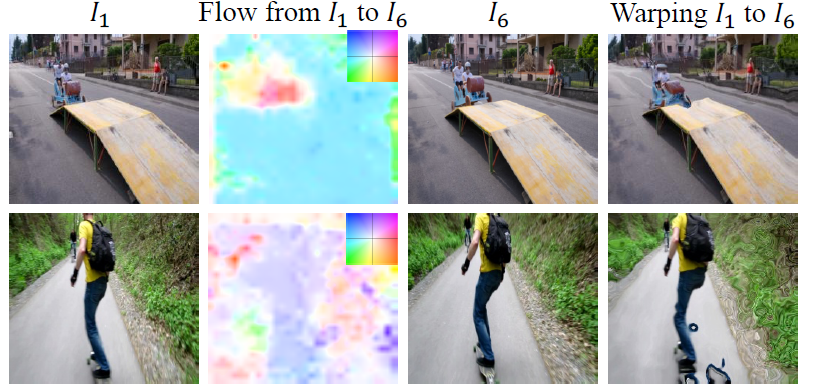 I₁ Flow from I₁ to I₆ I₆ Warping I₁ to I₆